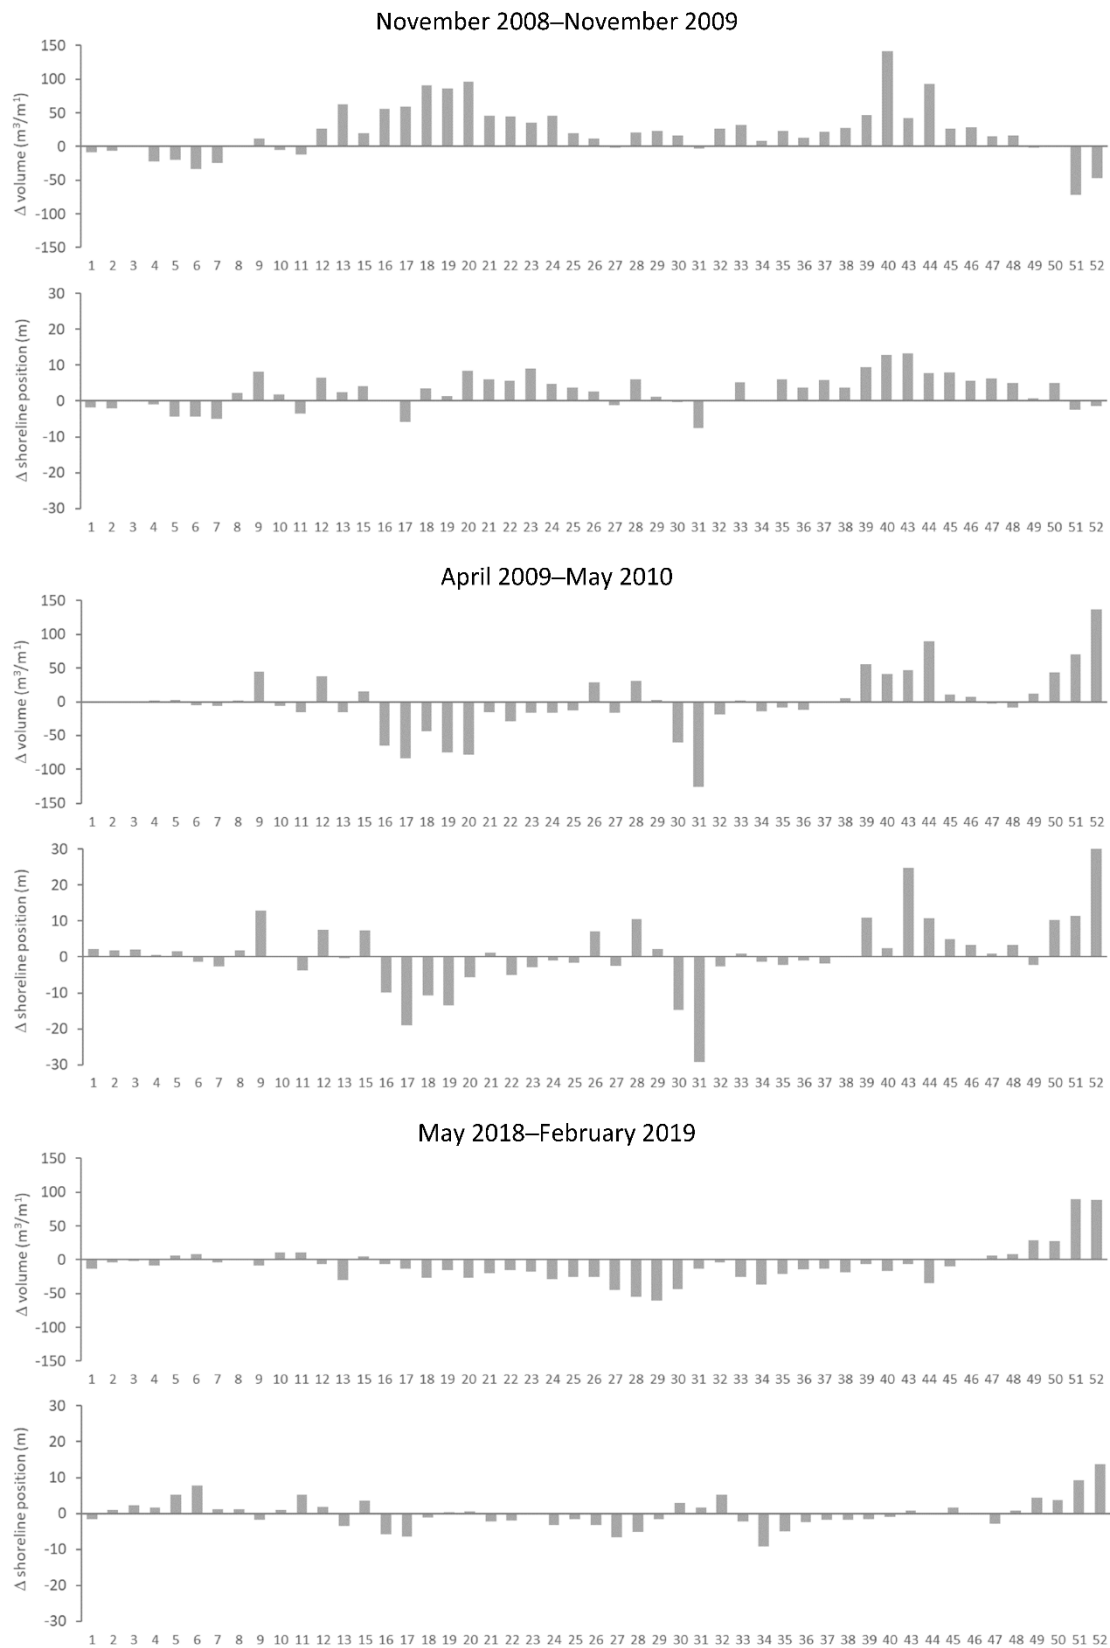 November 2008–November 2009
Δ volume (m³/m¹)
150
100
50
0
-50
-100
-150
1 2 3 4 5 6 7 8 9 10 11 12 13 15 16 17 18 19 20 21 22 23 24 25 26 27 28 29 30 31 32 33 34 35 36 37 38 39 40 43 44 45 46 47 48 49 50 51 52
Δ shoreline position (m)
30
20
10
0
-10
-20
-30
1 2 3 4 5 6 7 8 9 10 11 12 13 15 16 17 18 19 20 21 22 23 24 25 26 27 28 29 30 31 32 33 34 35 36 37 38 39 40 43 44 45 46 47 48 49 50 51 52
April 2009–May 2010
Δ volume (m³/m¹)
150
100
50
0
-50
-100
-150
1 2 3 4 5 6 7 8 9 10 11 12 13 15 16 17 18 19 20 21 22 23 24 25 26 27 28 29 30 31 32 33 34 35 36 37 38 39 40 43 44 45 46 47 48 49 50 51 52
Δ shoreline position (m)
30
20
10
0
-10
-20
-30
1 2 3 4 5 6 7 8 9 10 11 12 13 15 16 17 18 19 20 21 22 23 24 25 26 27 28 29 30 31 32 33 34 35 36 37 38 39 40 43 44 45 46 47 48 49 50 51 52
May 2018–February 2019
Δ volume (m³/m¹)
150
100
50
0
-50
-100
-150
1 2 3 4 5 6 7 8 9 10 11 12 13 15 16 17 18 19 20 21 22 23 24 25 26 27 28 29 30 31 32 33 34 35 36 37 38 39 40 43 44 45 46 47 48 49 50 51 52
Δ shoreline position (m)
30
20
10
0
-10
-20
-30
1 2 3 4 5 6 7 8 9 10 11 12 13 15 16 17 18 19 20 21 22 23 24 25 26 27 28 29 30 31 32 33 34 35 36 37 38 39 40 43 44 45 46 47 48 49 50 51 52